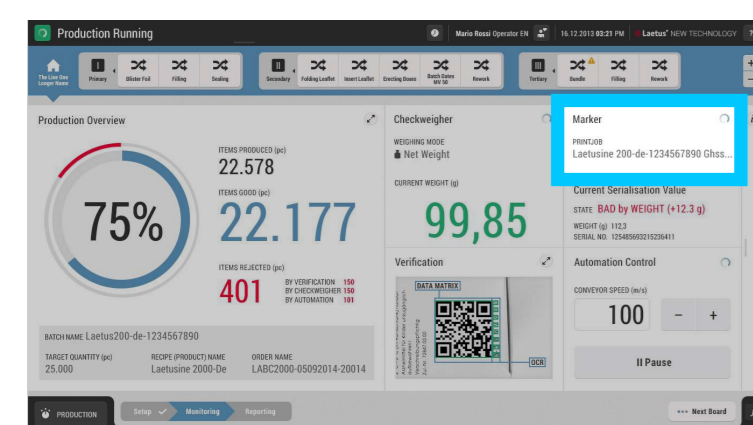 Production Running
Mario Rossi Operator EN
16.12.2013 03:21 PM
Laetus' NEW TECHNOLOGY
?
The Line One
Longer Name
I
Primary
Blister Foil
Filling
Sealing
II
Secondary
Folding Leaflet
Insert Leaflet
Erecting Boxes
Batch Dates
MV 50
Rework
III
Tertiary
Bundle
Filling
Rework
+
−
Production Overview
75%
ITEMS PRODUCED (pc)
22.578
ITEMS GOOD (pc)
22.177
ITEMS REJECTED (pc)
401
BY VERIFICATION 150
BY CHECKWEIGHER 150
BY AUTOMATION 101
BATCH NAME Laetus200-de-1234567890
TARGET QUANTITY (pc)
25.000
RECIPE (PRODUCT) NAME
Laetusine 2000-De
ORDER NAME
LABC2000-05092014-20014
Checkweigher
WEIGHING MODE
Net Weight
CURRENT WEIGHT (g)
99,85
Verification
DATA MATRIX
OCR
Marker
PRINTJOB
Laetusine 200-de-1234567890 Ghss...
Current Serialisation Value
STATE BAD by WEIGHT (+12.3 g)
WEIGHT (g) 112,3
SERIAL NO. 125485693215236411
Automation Control
CONVEYOR SPEED (m/s)
100
−
+
II Pause
PRODUCTION
Setup
Monitoring
Reporting
Next Board